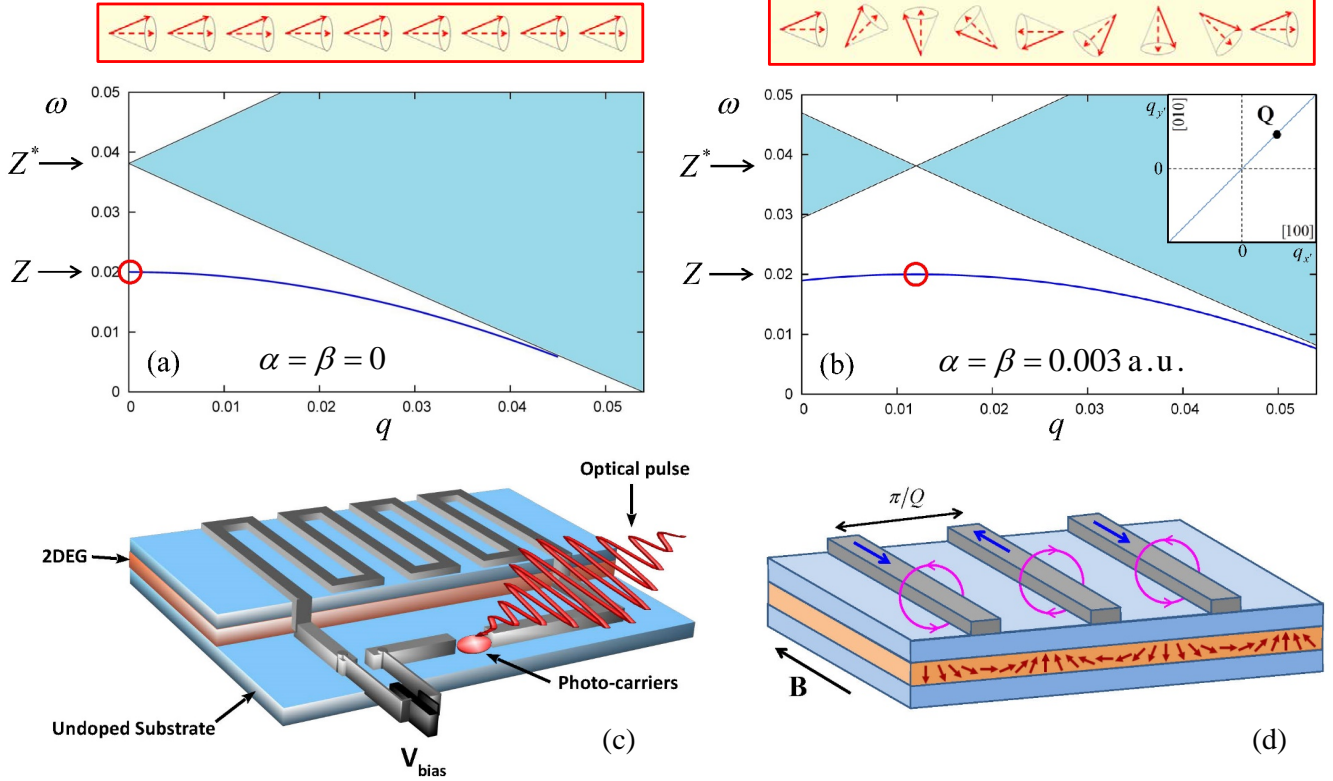 ω
0.05
0.04
0.03
0.02
0.01
0
Z*
Z
(a)
α = β = 0
0
0.01
0.02
0.03
0.04
0.05
q
ω
0.05
0.04
0.03
0.02
0.01
0
Z*
Z
q_y'
[010]
Q
0
[100]
0
q_x'
(b)
α = β = 0.003 a.u.
0
0.01
0.02
0.03
0.04
0.05
q
Optical pulse
2DEG
Photo-carriers
Undoped Substrate
V_bias
(c)
π/Q
B
(d)